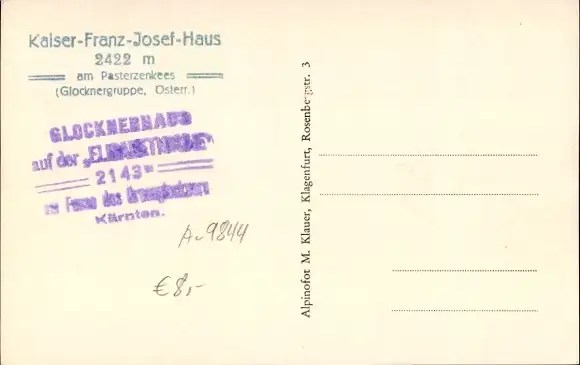 Kaiser-Franz-Josef-Haus
2422 m
am Pasterzenkees
(Glocknergruppe, Österr.)
GLOCKNERHAUS
auf der „ELISABETHRUHE"
2143 m
am Fusse des Grossglockners
Kärnten.
A-9844
€8,-
Alpinofot M. Klauer, Klagenfurt, Rosenbergstr. 3